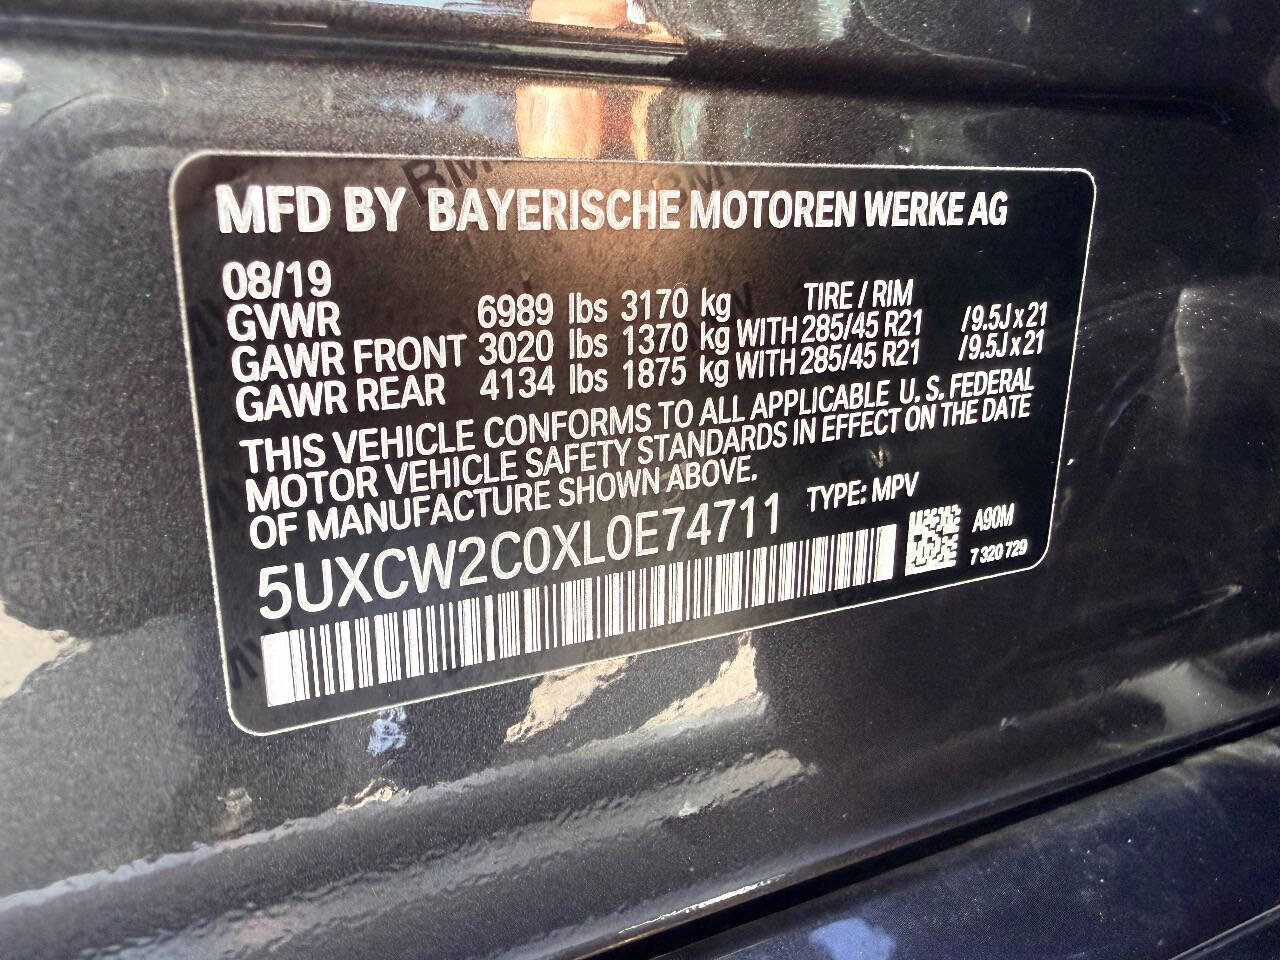 MFD BY BAYERISCHE MOTOREN WERKE AG
08/19 TIRE / RIM
GVWR 6989 lbs 3170 kg
GAWR FRONT 3020 lbs 1370 kg WITH 285/45 R21 /9.5J x 21
GAWR REAR 4134 lbs 1875 kg WITH 285/45 R21 /9.5J x 21
THIS VEHICLE CONFORMS TO ALL APPLICABLE U. S. FEDERAL
MOTOR VEHICLE SAFETY STANDARDS IN EFFECT ON THE DATE
OF MANUFACTURE SHOWN ABOVE.
5UXCW2C0XL0E74711 TYPE: MPV
A90M
7 320 729